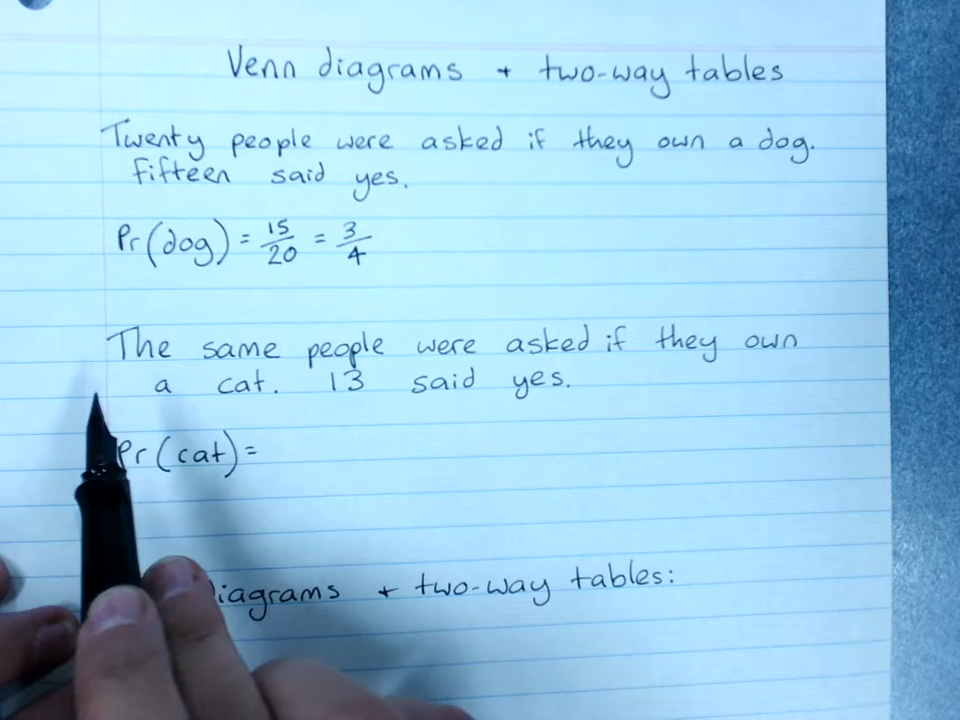 Venn diagrams + two-way tables
Twenty people were asked if they own a dog.
Fifteen said yes.
Pr(dog) = 15/20 = 3/4
The same people were asked if they own
a cat. 13 said yes.
Pr(cat) =
diagrams + two-way tables: